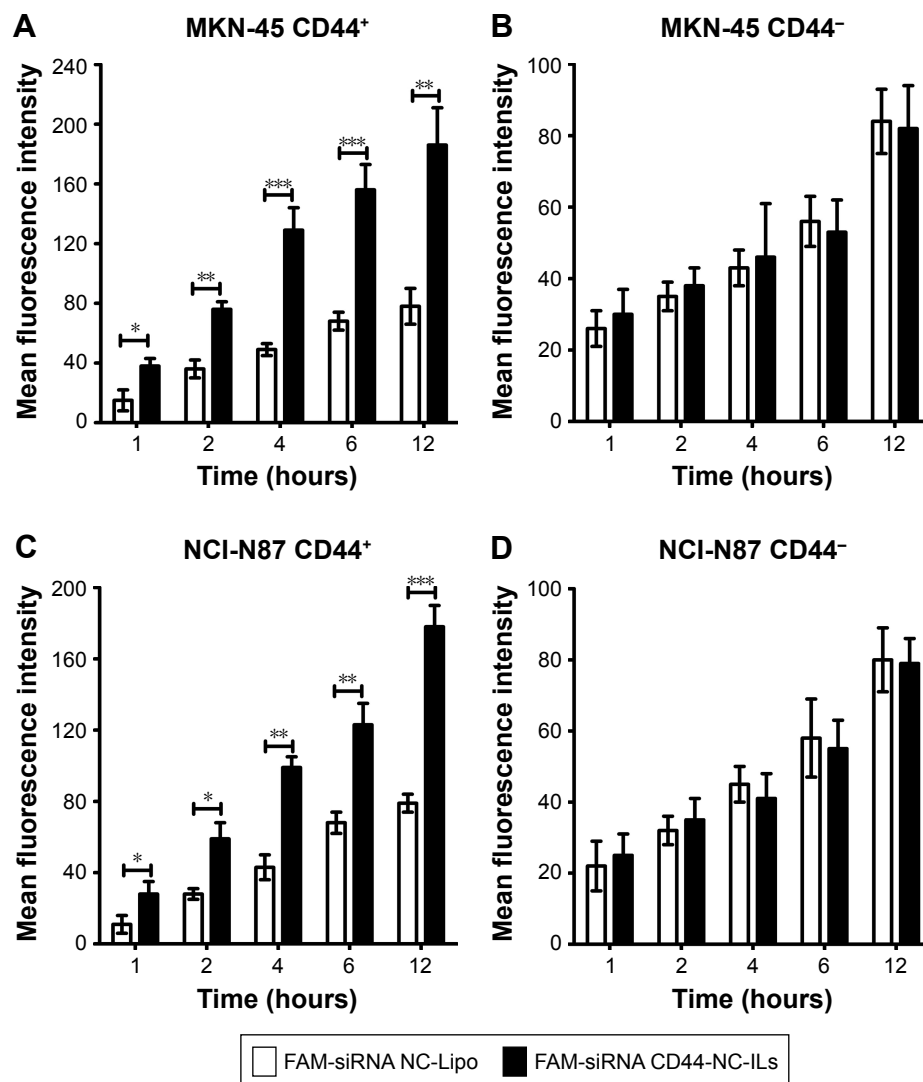 A
MKN-45 CD44⁺
Mean fluorescence intensity
240
200
160
120
80
40
0
*
**
***
***
**
1 2 4 6 12
Time (hours)
B
MKN-45 CD44⁻
Mean fluorescence intensity
100
80
60
40
20
0
1 2 4 6 12
Time (hours)
C
NCI-N87 CD44⁺
Mean fluorescence intensity
200
160
120
80
40
0
*
*
**
**
***
1 2 4 6 12
Time (hours)
D
NCI-N87 CD44⁻
Mean fluorescence intensity
100
80
60
40
20
0
1 2 4 6 12
Time (hours)
FAM-siRNA NC-Lipo FAM-siRNA CD44-NC-ILs